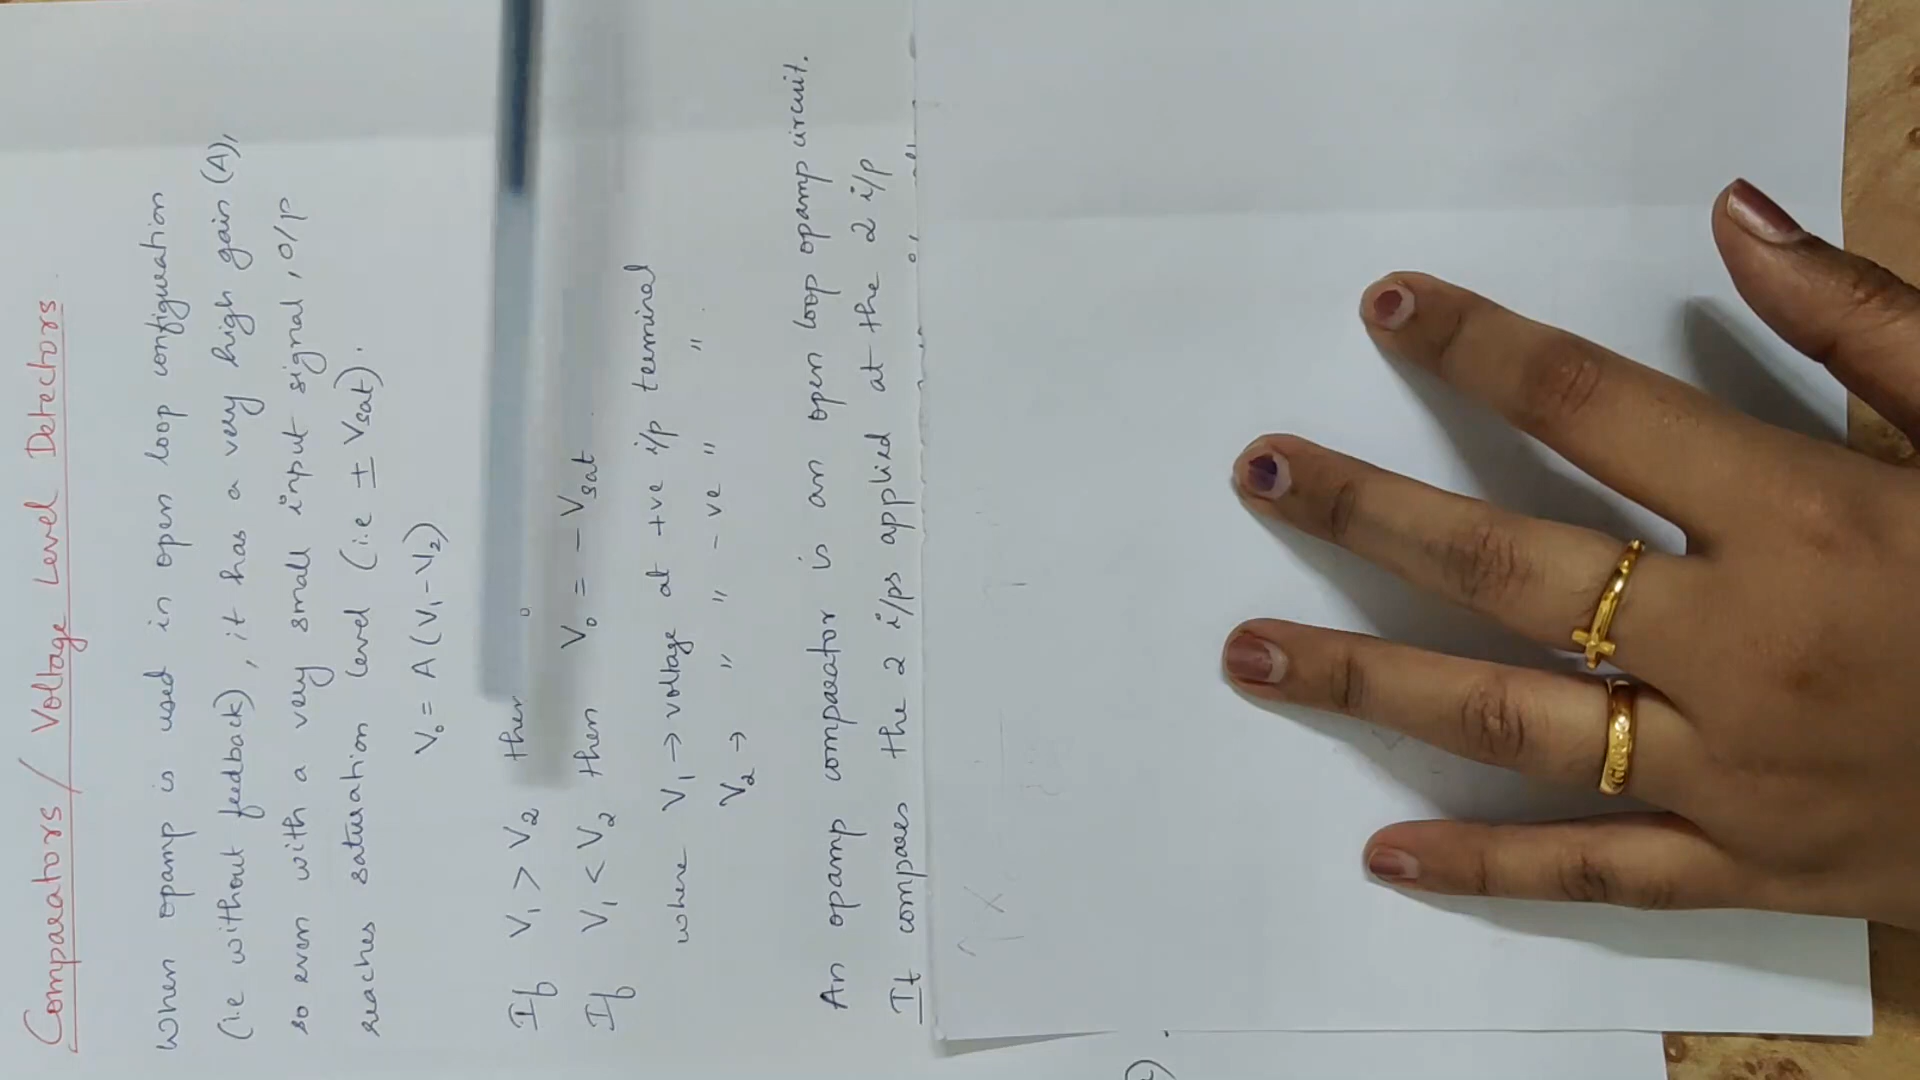 Comparators / Voltage Level Detectors
When opamp is used in open loop configuration
(i.e without feedback), it has a very high gain (A),
so even with a very small input signal, o/p
reaches saturation level (i.e ± Vsat).
V₀ = A (V₁ - V₂)
If V₁ > V₂ then
If V₁ < V₂ then V₀ = - Vsat
where V₁ → voltage at +ve i/p terminal
V₂ → " " - ve " "
An opamp comparator is an open loop opamp circuit.
It compares the 2 i/ps applied at the 2 i/p